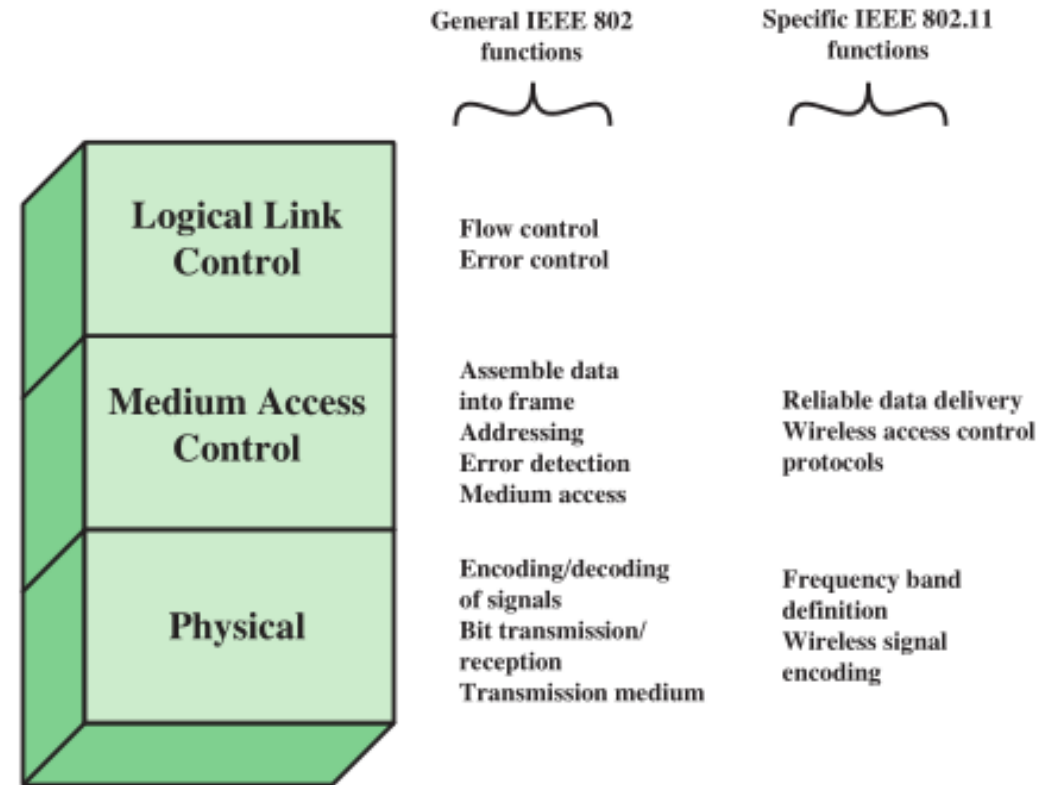 General IEEE 802
functions
Specific IEEE 802.11
functions
Logical Link
Control
Flow control
Error control
Medium Access
Control
Assemble data
into frame
Addressing
Error detection
Medium access
Reliable data delivery
Wireless access control
protocols
Physical
Encoding/decoding
of signals
Bit transmission/
reception
Transmission medium
Frequency band
definition
Wireless signal
encoding